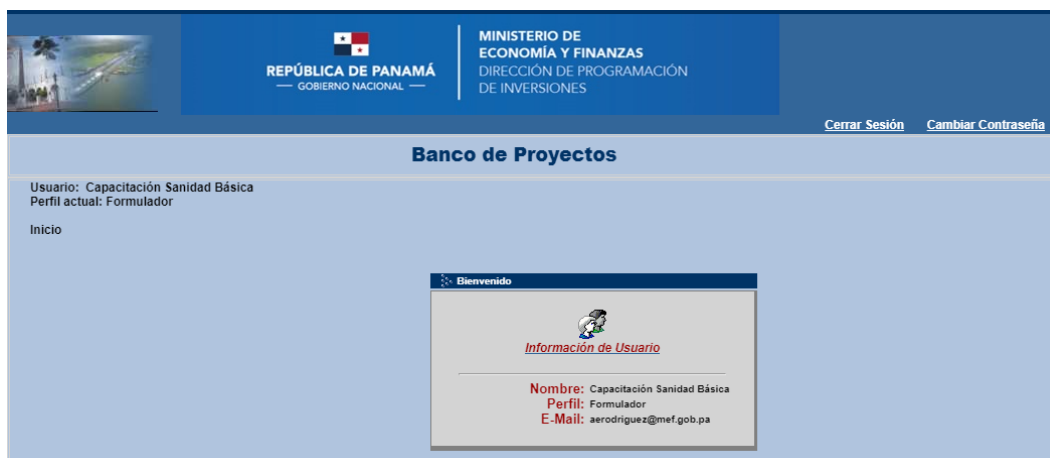 REPÚBLICA DE PANAMÁ
— GOBIERNO NACIONAL —
MINISTERIO DE
ECONOMÍA Y FINANZAS
DIRECCIÓN DE PROGRAMACIÓN
DE INVERSIONES
Cerrar Sesión Cambiar Contraseña
Banco de Proyectos
Usuario: Capacitación Sanidad Básica
Perfil actual: Formulador
Inicio
Bienvenido
Información de Usuario
Nombre: Capacitación Sanidad Básica
Perfil: Formulador
E-Mail: aerodriguez@mef.gob.pa